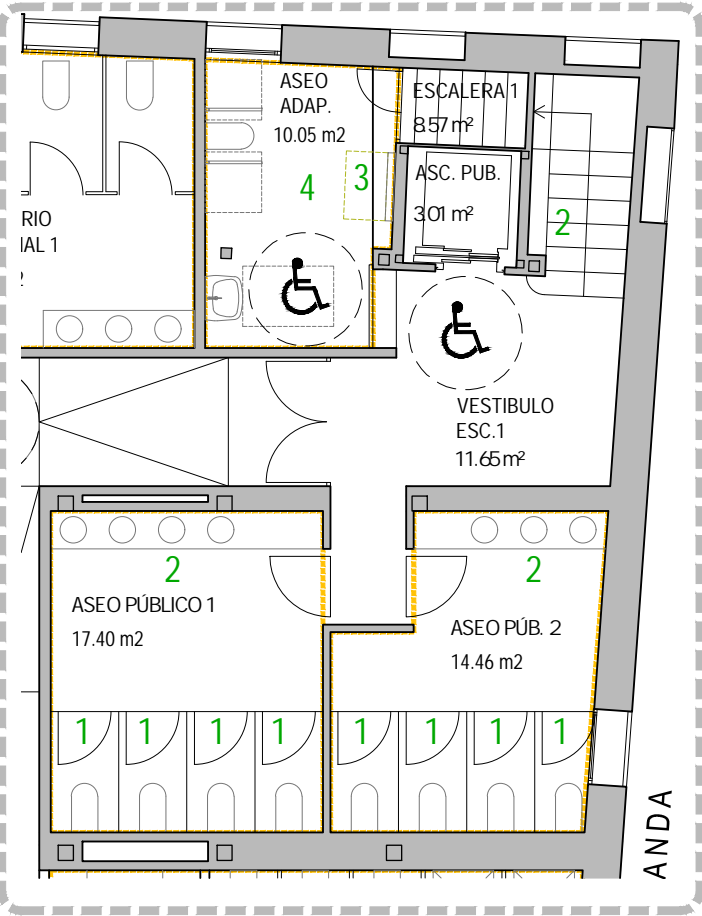 ASEO
ADAP.
10.05 m2
ESCALERA 1
8.57 m²
ASC. PUB.
3.01 m²
4
3
2
RIO
IAL 1
2
VESTIBULO
ESC.1
11.65 m²
2
ASEO PÚBLICO 1
17.40 m2
2
ASEO PÚB. 2
14.46 m2
1
1
1
1
1
1
1
1
ANDA